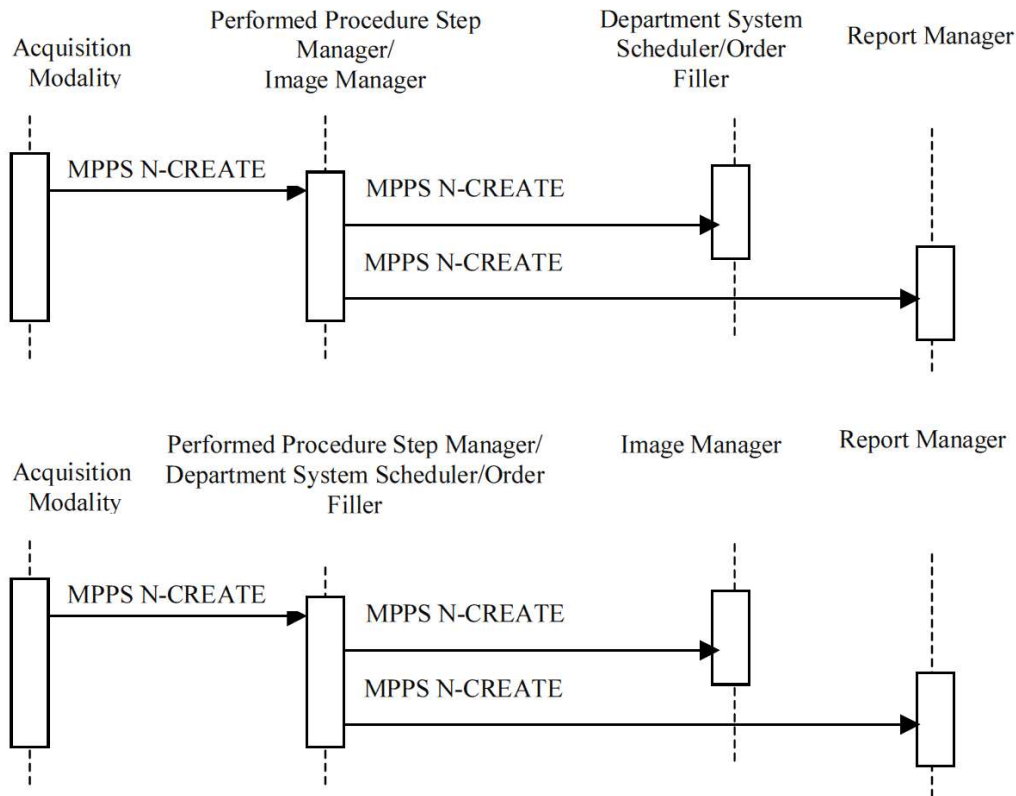 Acquisition
Modality
Performed Procedure Step
Manager/
Image Manager
Department System
Scheduler/Order
Filler
Report Manager
MPPS N-CREATE
MPPS N-CREATE
MPPS N-CREATE
Acquisition
Modality
Performed Procedure Step Manager/
Department System Scheduler/Order
Filler
Image Manager
Report Manager
MPPS N-CREATE
MPPS N-CREATE
MPPS N-CREATE